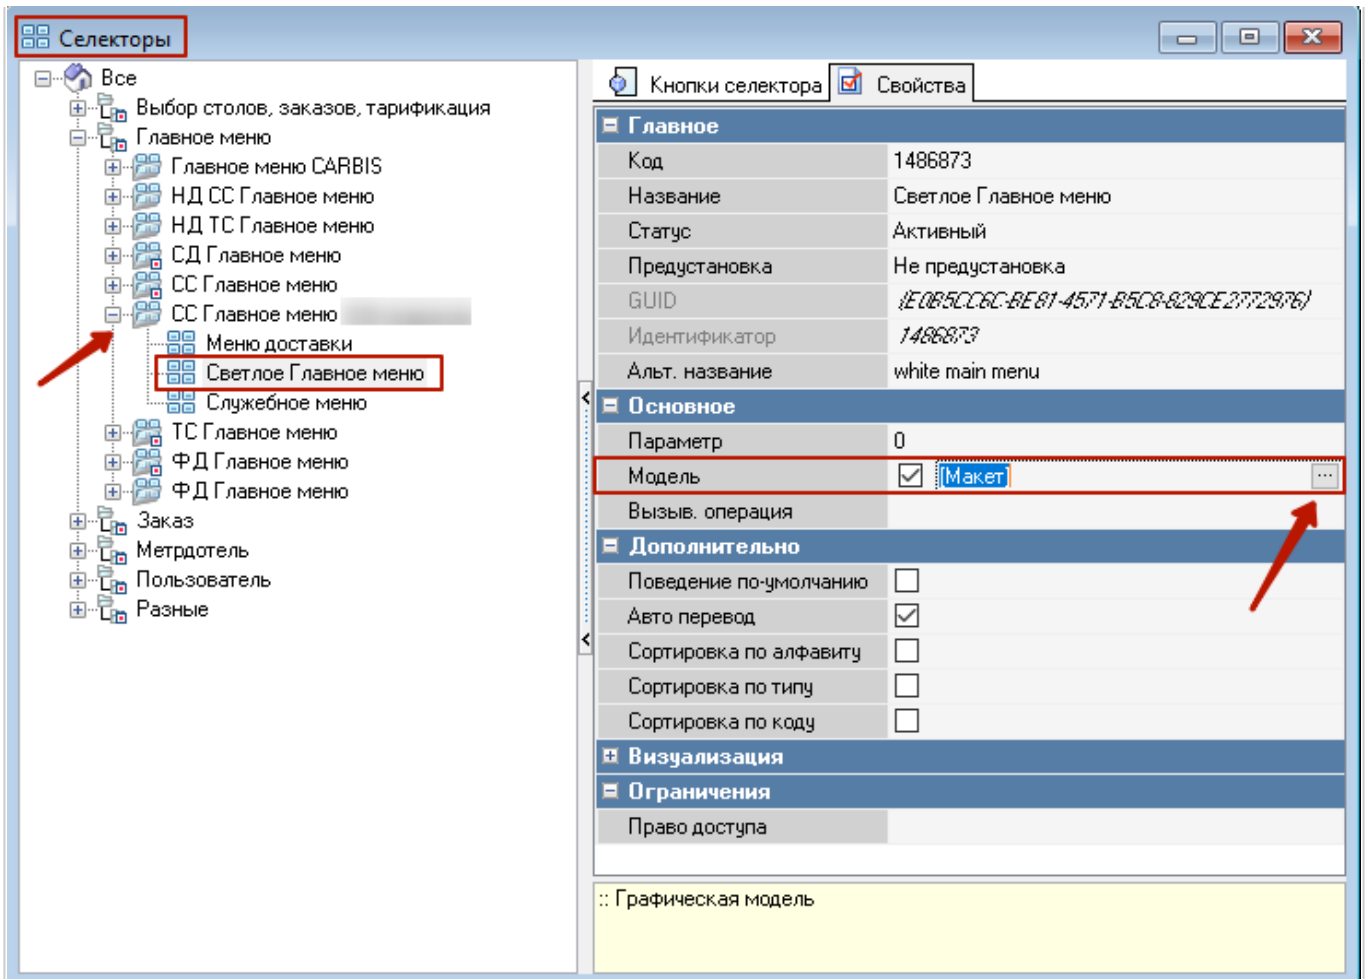 Селекторы
Все
Выбор столов, заказов, тарификация
Главное меню
Главное меню CARBIS
НД СС Главное меню
НД ТС Главное меню
СД Главное меню
СС Главное меню
СС Главное меню
Меню доставки
Светлое Главное меню
Служебное меню
ТС Главное меню
ФД Главное меню
ФД Главное меню
Заказ
Метрдотель
Пользователь
Разные
Кнопки селектора Свойства
Главное
Код 1486873
Название Светлое Главное меню
Статус Активный
Предустановка Не предустановка
GUID {E0B5CC6C-BE81-4571-B5C8-829CE2772976}
Идентификатор 1486873
Альт. название white main menu
Основное
Параметр 0
Модель [Макет] ...
Вызыв. операция
Дополнительно
Поведение по-умолчанию
Авто перевод
Сортировка по алфавиту
Сортировка по типу
Сортировка по коду
Визуализация
Ограничения
Право доступа
:: Графическая модель